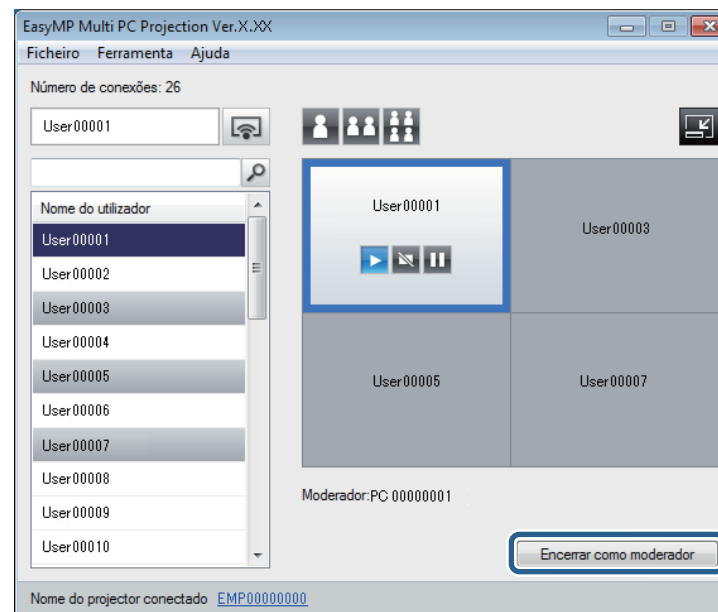 EasyMP Multi PC Projection Ver.X.XX
Ficheiro Ferramenta Ajuda
Número de conexões: 26
User00001
Nome do utilizador
User00001
User00002
User00003
User00004
User00005
User00006
User00007
User00008
User00009
User00010
User00001
User00003
User00005
User00007
Moderador:PC 00000001
Encerrar como moderador
Nome do projector conectado EMP00000000